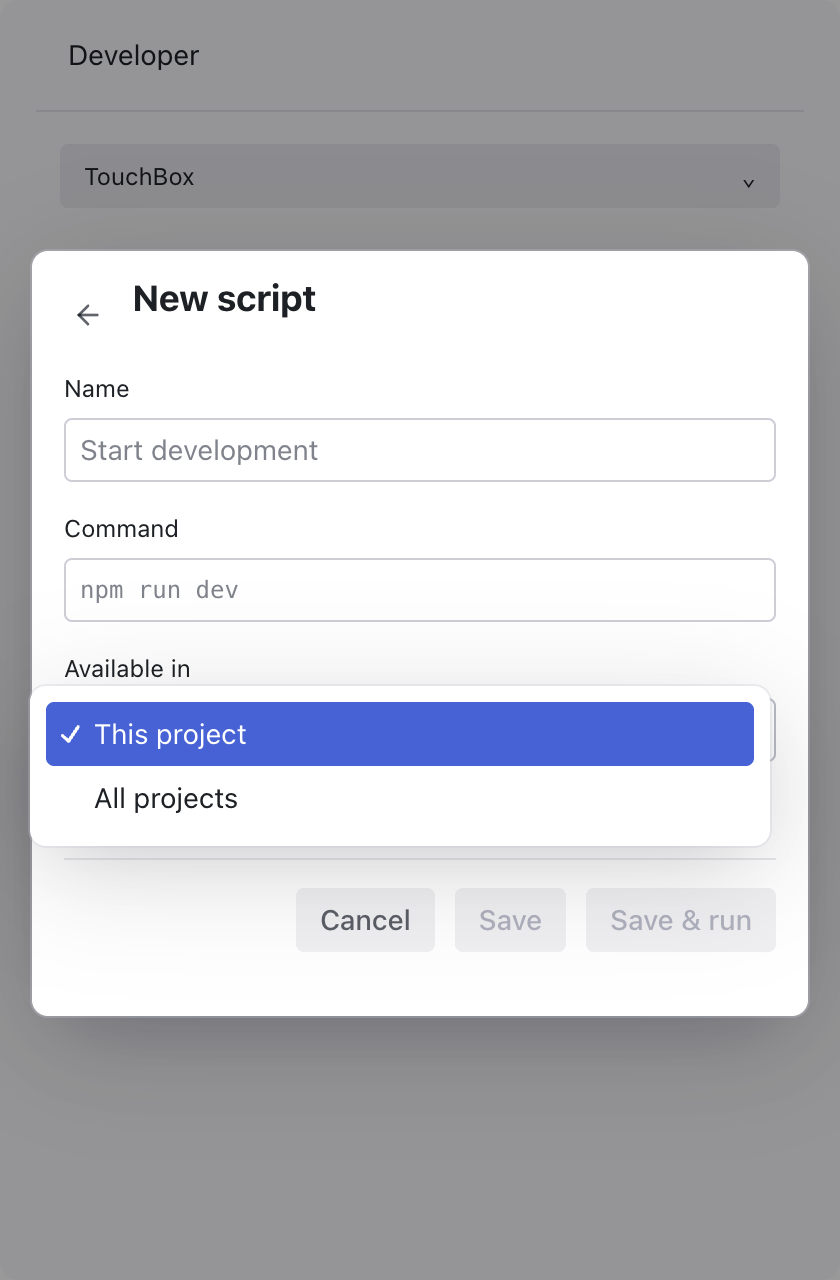 Developer
TouchBox
New script
Name
Start development
Command
npm run dev
Available in
This project
All projects
Cancel
Save
Save & run